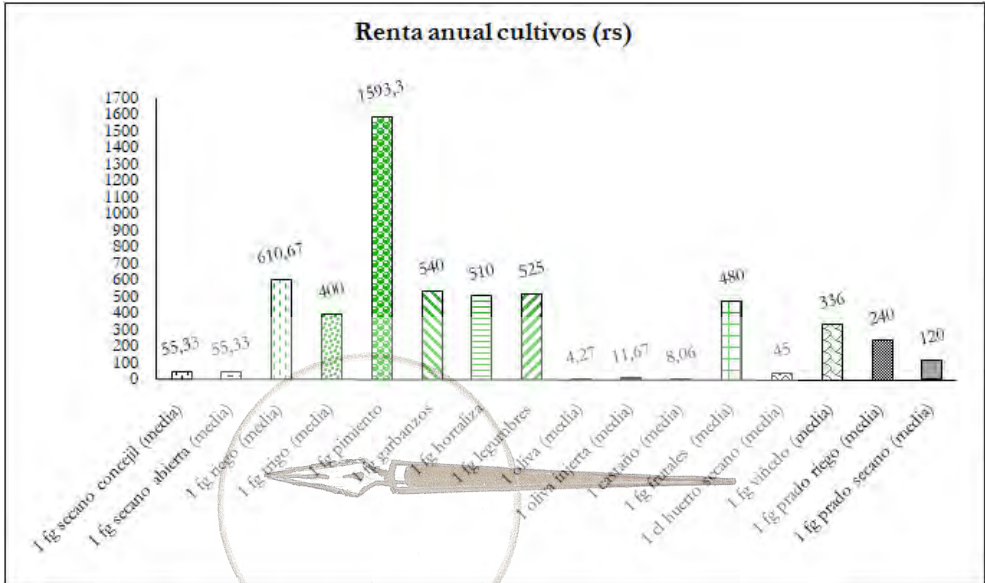 Renta anual cultivos (rs)
1700
1600
1500
1400
1300
1200
1100
1000
900
800
700
600
500
400
300
200
100
0
55,33
55,33
610,67
400
1593,3
540
510
525
4,27
11,67
8,06
480
45
336
240
120
1 fg secano concejil (media)
1 fg secano abierta (media)
1 fg riego (media)
1 fg trigo (media)
1 fg pimiento
1 fg garbanzos
1 fg hortaliza
1 fg legumbres
1 oliva (media)
1 oliva injerta (media)
1 castaño (media)
1 fg frutales (media)
1 cl huerto secano (media)
1 fg viñedo (media)
1 fg prado riego (media)
1 fg prado secano (media)